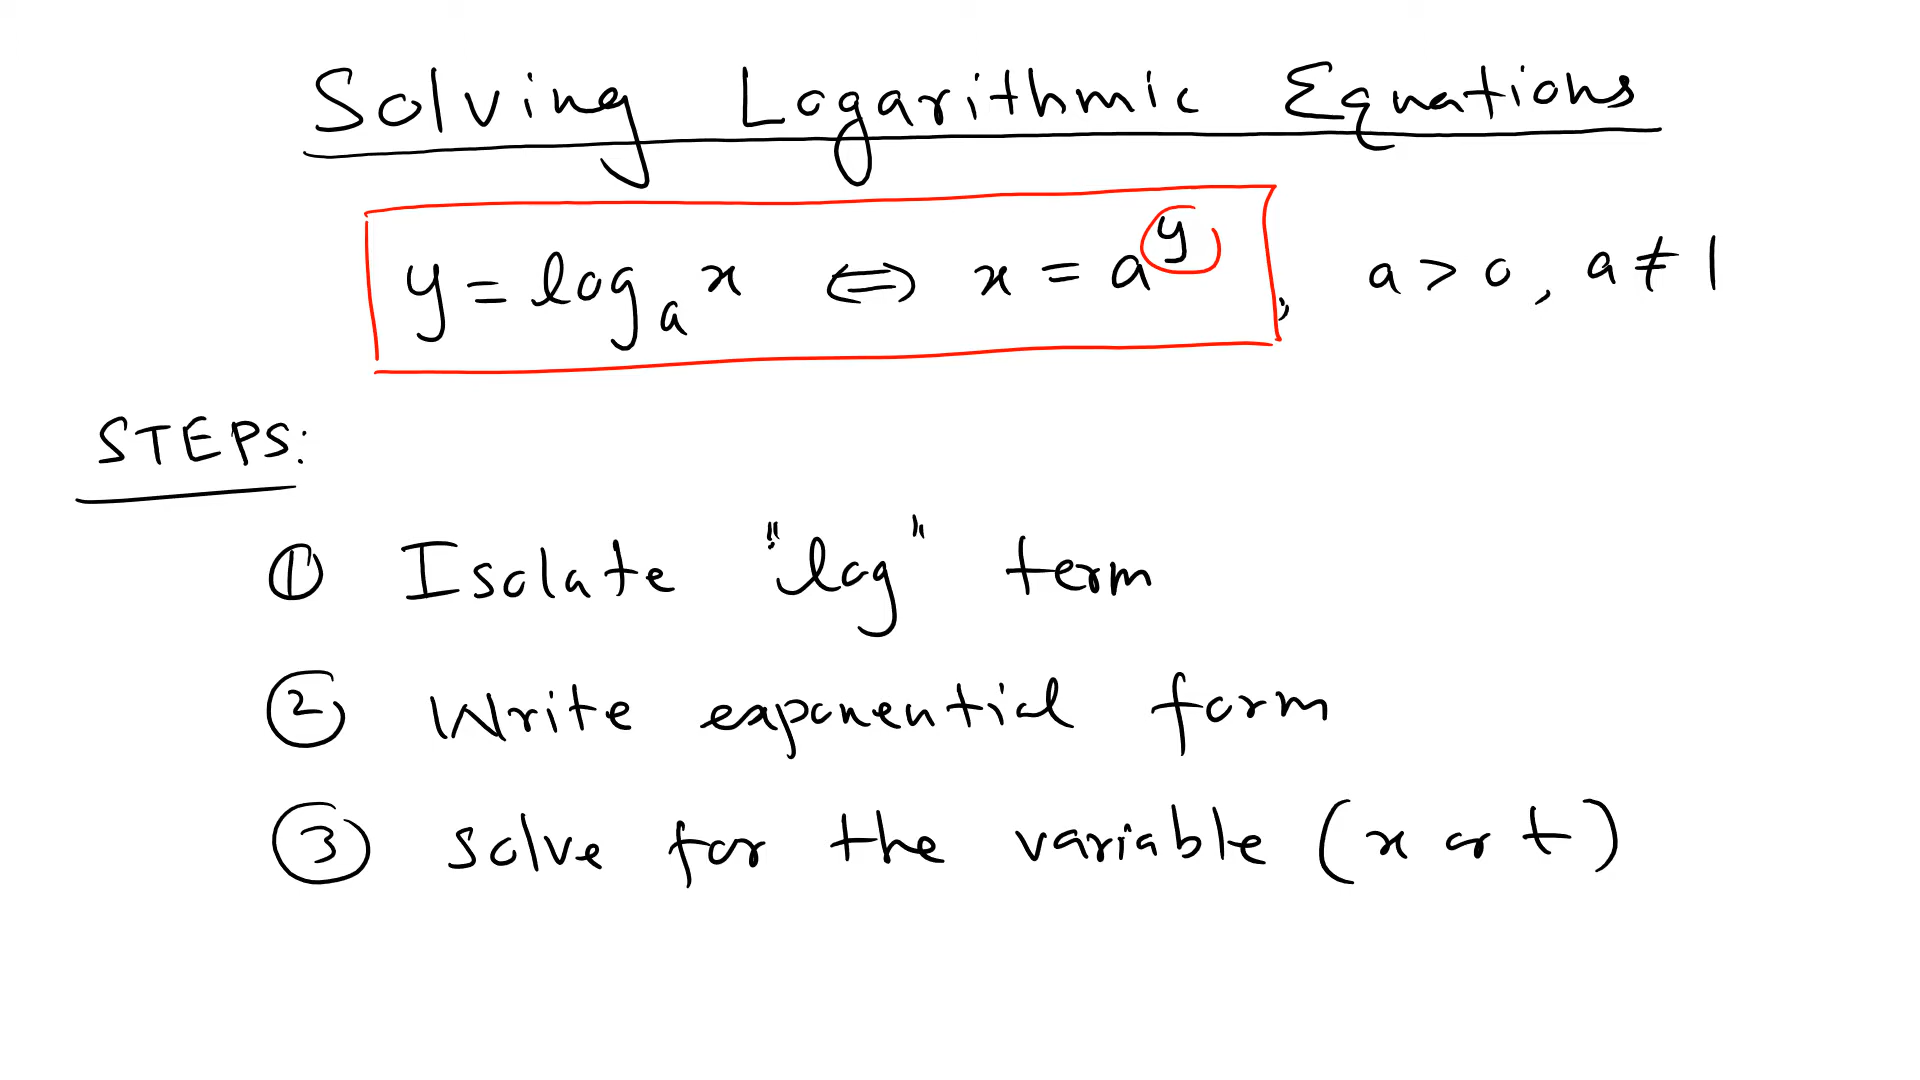 Solving Logarithmic Equations
y = log_a x ⇔ x = a^y, a > 0, a ≠ 1
STEPS:
① Isolate "log" term
② Write exponential form
③ solve for the variable (x or t)